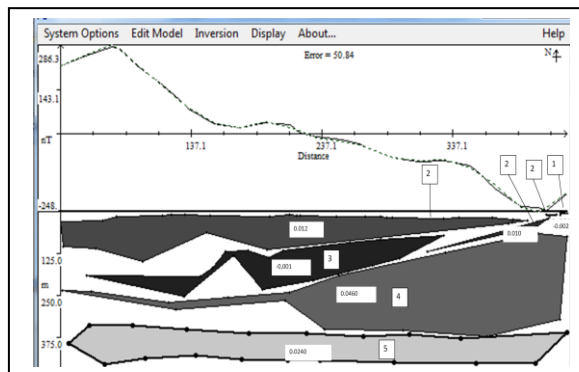 System Options Edit Model Inversion Display About... Help
Error = 50.84
N
286.3
143.1
nT
137.1 237.1 337.1
Distance
-248.
2 2 1
2
0.012
0.010
-0.002
3
-0.001
125.0
m
4
0.0460
250.0
5
0.0240
375.0